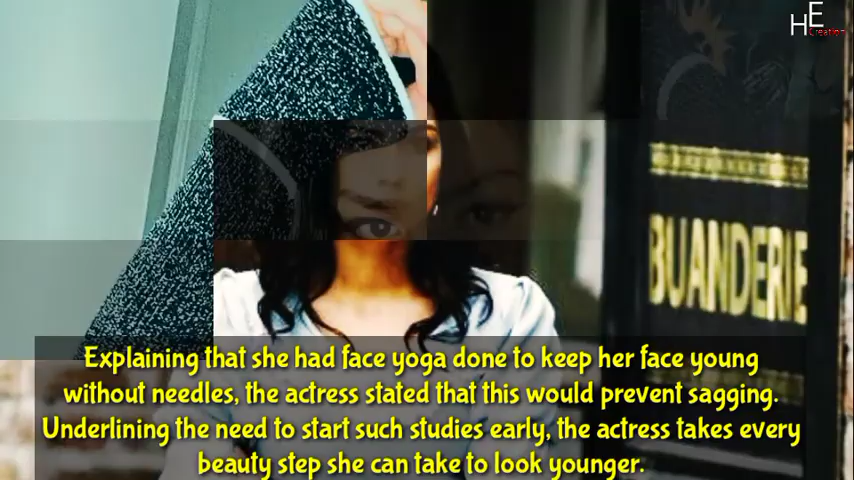 HE
Creation
BUANDERIE
Explaining that she had face yoga done to keep her face young
without needles, the actress stated that this would prevent sagging.
Underlining the need to start such studies early, the actress takes every
beauty step she can take to look younger.